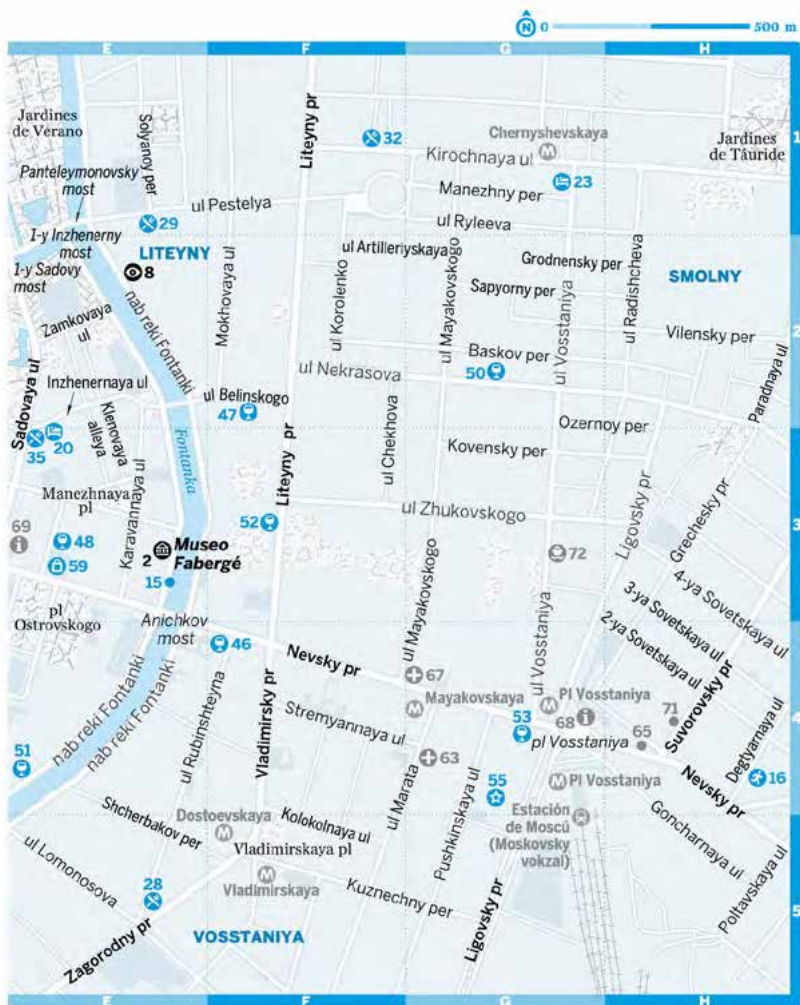 N 0 500 m
E F G H
Jardines
de Verano
Solyanoy per
Liteyny pr
32
Chernyshevskaya
M
Kirochnaya ul
Jardines
de Táuride
1
Panteleymonovsky
most
23
Manezhny per
ul Pestelya
29
ul Ryleeva
1-y Inzhenerny
most
LITEYNY
ul Artilleriyskaya
Grodnensky per
1-y Sadovy
most
8
SMOLNY
nab reki Fontanki
Mokhovaya ul
ul Korolenko
ul Mayakovskogo
Sapyorny per
ul Vosstaniya
ul Radishcheva
Zamkovaya
ul
Vilensky per
2
Baskov per
50
Paradnaya ul
Sadovaya ul
Inzhenernaya ul
ul Nekrasova
ul Belinskogo
47
Klenovaya
alleya
35
20
Fontanka
Liteyny pr
ul Chekhova
Ozernoy per
Kovensky per
Manezhnaya
pl
Karavannaya ul
ul Zhukovskogo
Ligovsky pr
Grechesky pr
69
i
48
52
3
2
Museo
Fabergé
59
15
72
ul Mayakovskogo
4-ya Sovetskaya ul
3-ya Sovetskaya ul
2-ya Sovetskaya ul
pl
Ostrovskogo
Anichkov
most
46
Nevsky pr
ul Vosstaniya
67
M
Mayakovskaya
M
Pl Vosstaniya
71
Suvorovsky pr
nab reki Fontanki
nab reki Fontanki
ul Rubinshteyna
Vladimirsky pr
Stremyannaya ul
53
68
i
65
4
pl Vosstaniya
Degtyarnaya ul
51
63
ul Marata
Pushkinskaya ul
55
M
Pl Vosstaniya
Nevsky pr
16
Shcherbakov per
Dostoevskaya
M
Kolokolnaya ul
Estación
de Moscú
(Moskovsky
vokzal)
Goncharnaya ul
Vladimirskaya pl
ul Lomonosova
M
Vladimirskaya
Kuznechny per
28
Ligovsky pr
Poltavskaya ul
5
Zagorodny pr
VOSSTANIYA
E F G H